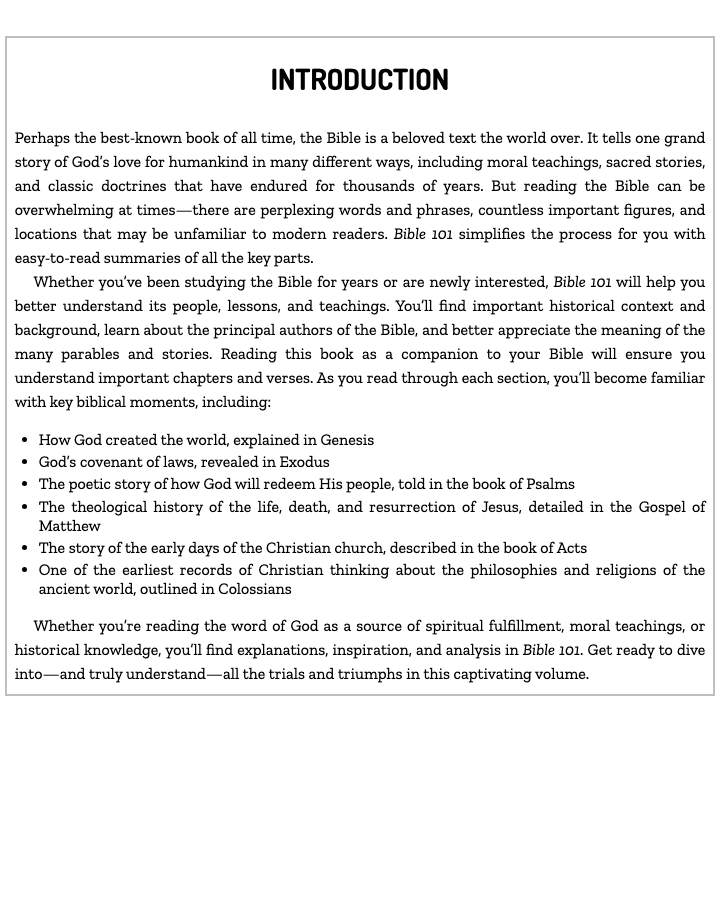 INTRODUCTION
Perhaps the best-known book of all time, the Bible is a beloved text the world over. It tells one grand
story of God’s love for humankind in many different ways, including moral teachings, sacred stories,
and classic doctrines that have endured for thousands of years. But reading the Bible can be
overwhelming at times—there are perplexing words and phrases, countless important figures, and
locations that may be unfamiliar to modern readers. Bible 101 simplifies the process for you with
easy-to-read summaries of all the key parts.
Whether you’ve been studying the Bible for years or are newly interested, Bible 101 will help you
better understand its people, lessons, and teachings. You’ll find important historical context and
background, learn about the principal authors of the Bible, and better appreciate the meaning of the
many parables and stories. Reading this book as a companion to your Bible will ensure you
understand important chapters and verses. As you read through each section, you’ll become familiar
with key biblical moments, including:
• How God created the world, explained in Genesis
• God’s covenant of laws, revealed in Exodus
• The poetic story of how God will redeem His people, told in the book of Psalms
• The theological history of the life, death, and resurrection of Jesus, detailed in the Gospel of
Matthew
• The story of the early days of the Christian church, described in the book of Acts
• One of the earliest records of Christian thinking about the philosophies and religions of the
ancient world, outlined in Colossians
Whether you’re reading the word of God as a source of spiritual fulfillment, moral teachings, or
historical knowledge, you’ll find explanations, inspiration, and analysis in Bible 101. Get ready to dive
into—and truly understand—all the trials and triumphs in this captivating volume.